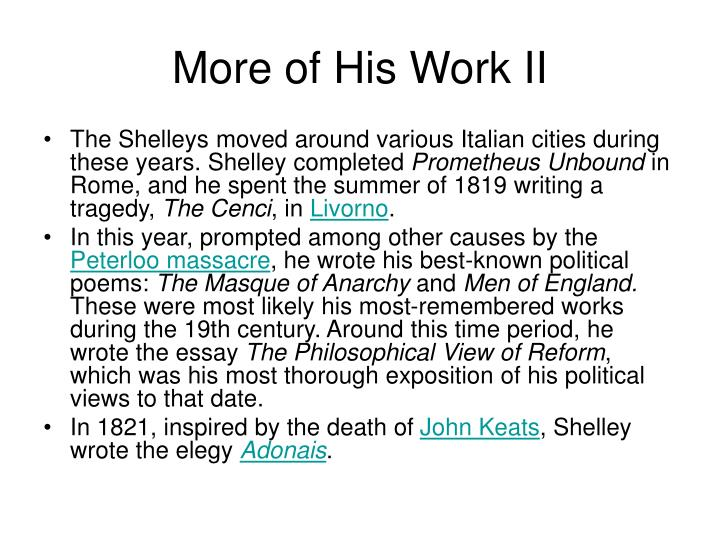 More of His Work II
• The Shelleys moved around various Italian cities during
these years. Shelley completed Prometheus Unbound in
Rome, and he spent the summer of 1819 writing a
tragedy, The Cenci, in Livorno.
• In this year, prompted among other causes by the
Peterloo massacre, he wrote his best-known political
poems: The Masque of Anarchy and Men of England.
These were most likely his most-remembered works
during the 19th century. Around this time period, he
wrote the essay The Philosophical View of Reform,
which was his most thorough exposition of his political
views to that date.
• In 1821, inspired by the death of John Keats, Shelley
wrote the elegy Adonais.